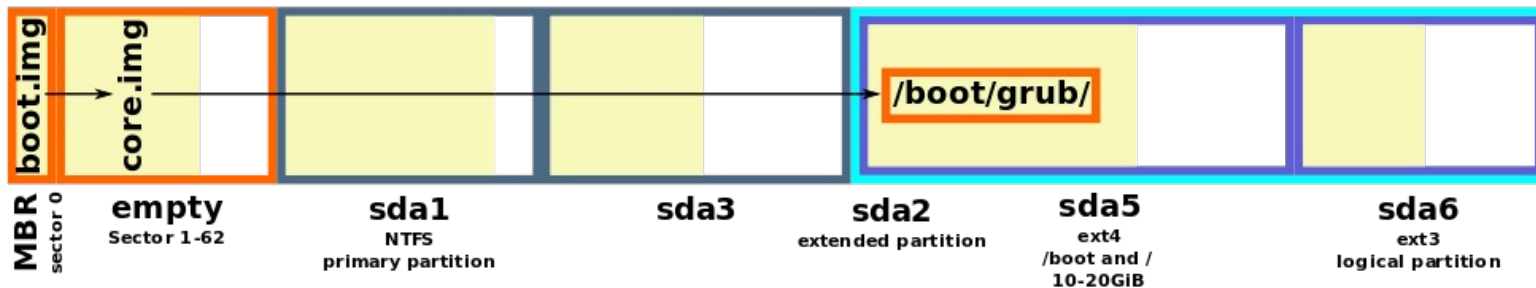 boot.img
core.img
/boot/grub/
MBR
sector 0
empty
Sector 1-62
sda1
NTFS
primary partition
sda3
sda2
extended partition
sda5
ext4
/boot and /
10-20GiB
sda6
ext3
logical partition